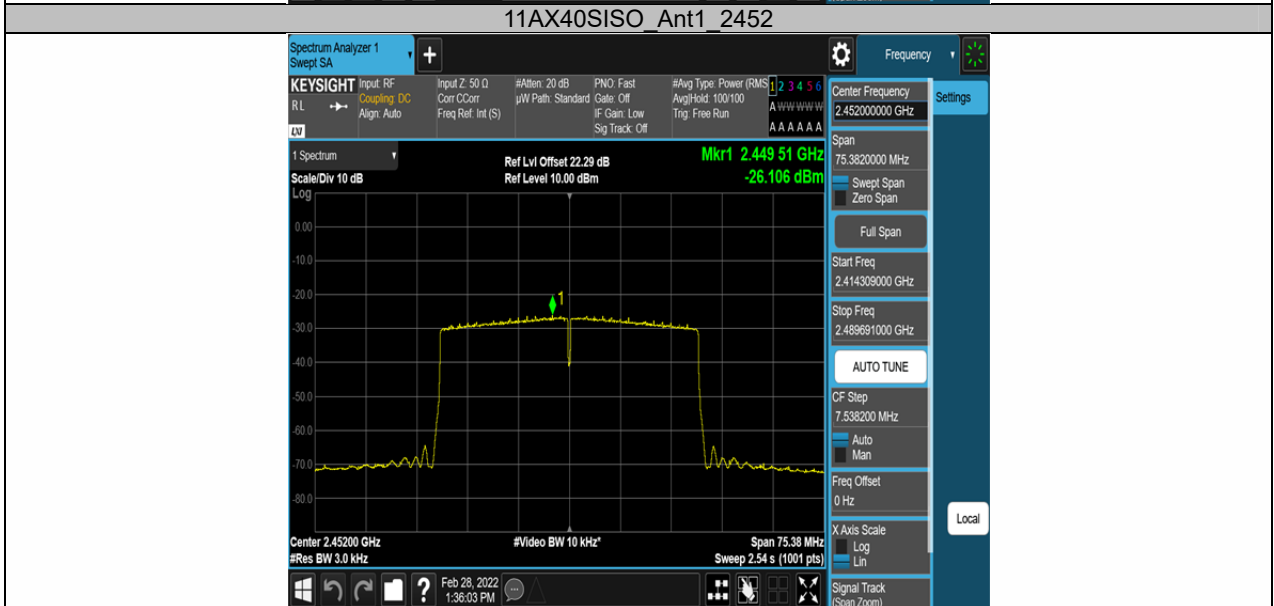 11AX40SISO_Ant1_2452
Spectrum Analyzer 1
Swept SA
+
Frequency
KEYSIGHT
RL
LXI
Input: RF
Coupling: DC
Align: Auto
Input Z: 50 Ω
Corr CCorr
Freq Ref: Int (S)
#Atten: 20 dB
µW Path: Standard
PNO: Fast
Gate: Off
IF Gain: Low
Sig Track: Off
#Avg Type: Power (RMS
Avg|Hold: 100/100
Trig: Free Run
1 2 3 4 5 6
A W W W W W
A A A A A A
Center Frequency
2.452000000 GHz
Settings
1 Spectrum
Scale/Div 10 dB
Ref Lvl Offset 22.29 dB
Ref Level 10.00 dBm
Mkr1 2.449 51 GHz
-26.106 dBm
Log
0.00
-10.0
-20.0
-30.0
-40.0
-50.0
-60.0
-70.0
-80.0
1
Span
75.3820000 MHz
Swept Span
Zero Span
Full Span
Start Freq
2.414309000 GHz
Stop Freq
2.489691000 GHz
AUTO TUNE
CF Step
7.538200 MHz
Auto
Man
Freq Offset
0 Hz
X Axis Scale
Log
Lin
Local
Signal Track
(Span Zoom)
Center 2.45200 GHz
#Res BW 3.0 kHz
#Video BW 10 kHz*
Span 75.38 MHz
Sweep 2.54 s (1001 pts)
?
Feb 28, 2022
1:36:03 PM